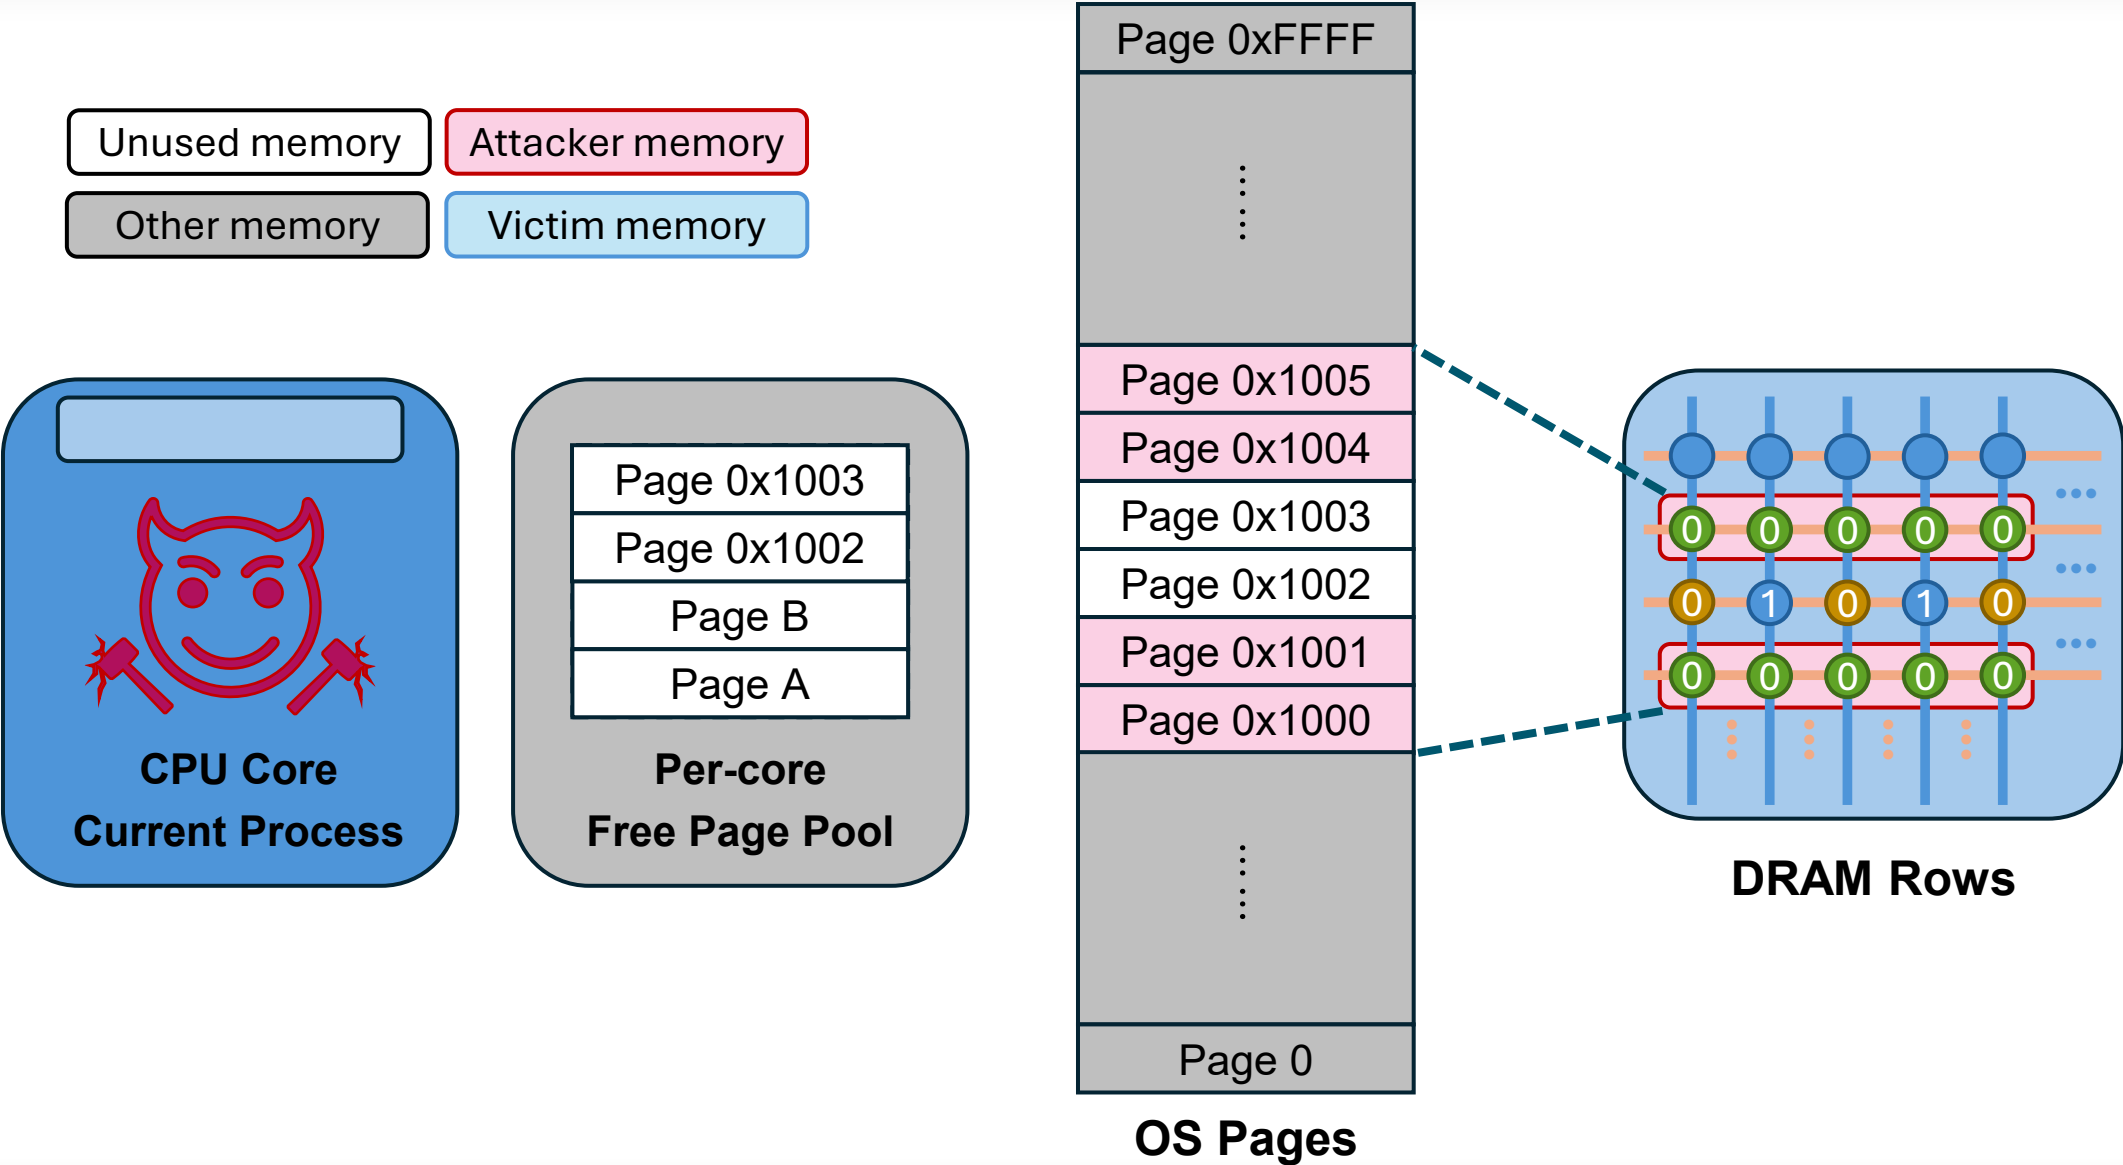 Unused memory
Attacker memory
Other memory
Victim memory
CPU Core
Current Process
Page 0x1003
Page 0x1002
Page B
Page A
Per-core
Free Page Pool
Page 0xFFFF
Page 0x1005
Page 0x1004
Page 0x1003
Page 0x1002
Page 0x1001
Page 0x1000
Page 0
OS Pages
0 0 0 0 0
0 1 0 1 0
0 0 0 0 0
DRAM Rows